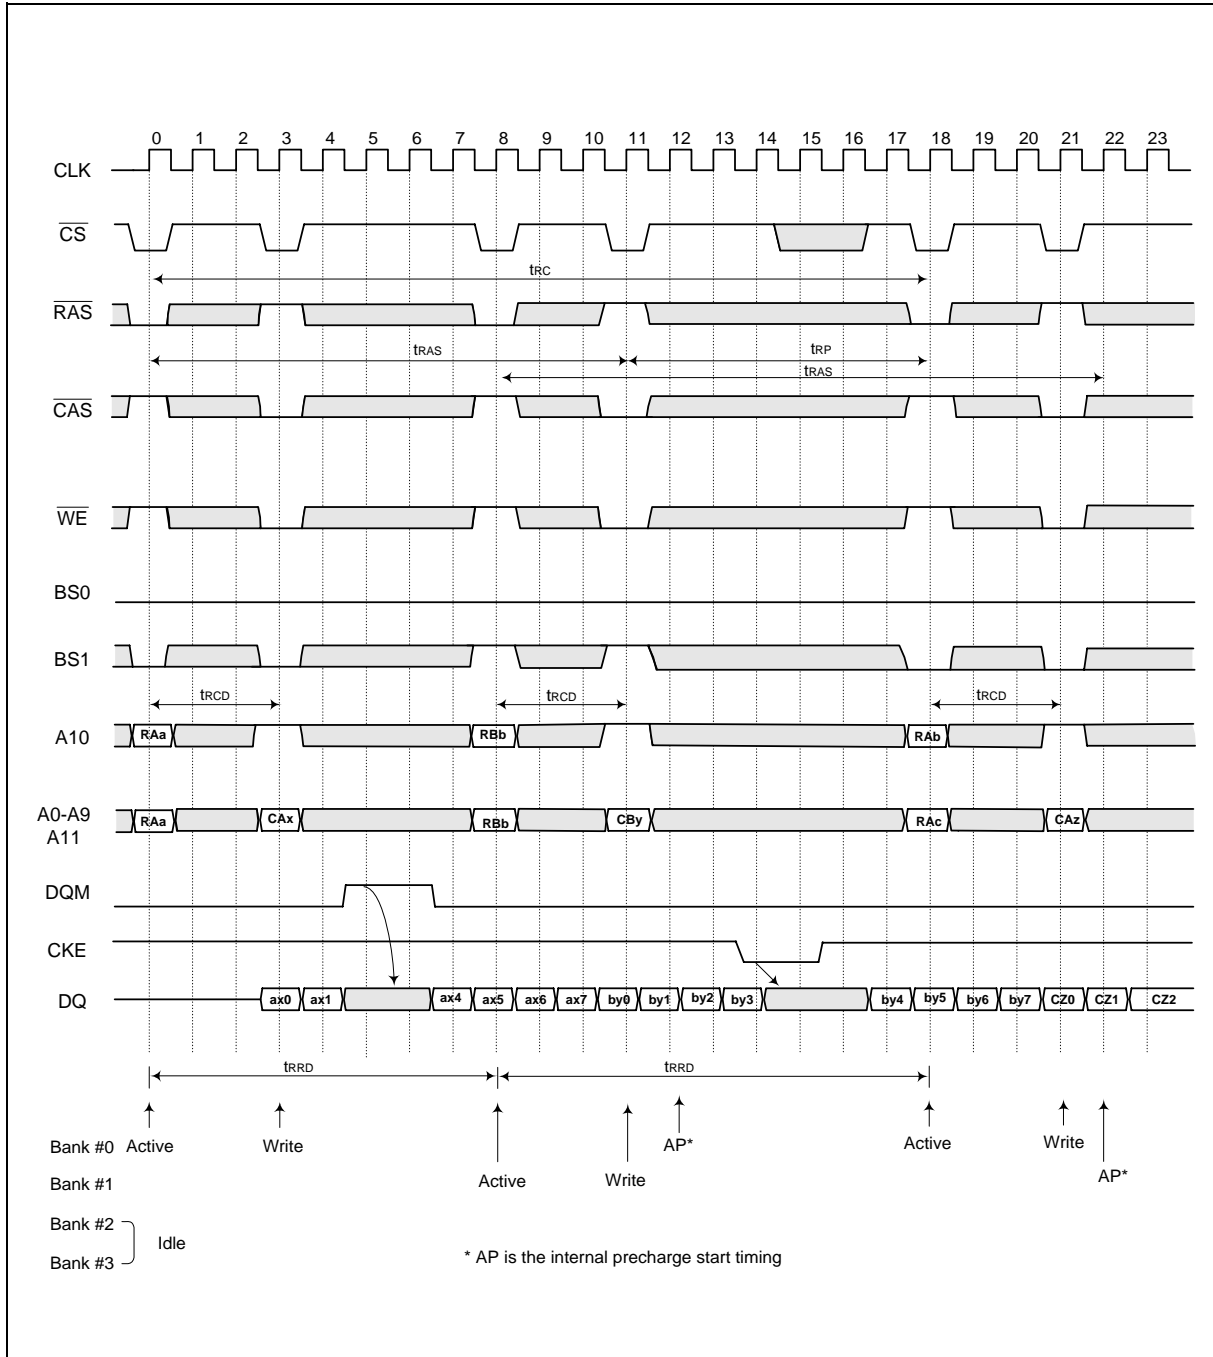 0 1 2 3 4 5 6 7 8 9 10 11 12 13 14 15 16 17 18 19 20 21 22 23
CLK
CS
tRC
RAS
tRAS tRP
tRAS
CAS
WE
BS0
BS1
tRCD tRCD tRCD
A10 RAa RBb RAb
A0-A9 RAa CAx RBb CBy RAc CAz
A11
DQM
CKE
DQ ax0 ax1 ax4 ax5 ax6 ax7 by0 by1 by2 by3 by4 by5 by6 by7 CZ0 CZ1 CZ2
tRRD tRRD
Bank #0 Active Write AP* Active Write
Bank #1 Active Write AP*
Bank #2
Idle
Bank #3
* AP is the internal precharge start timing